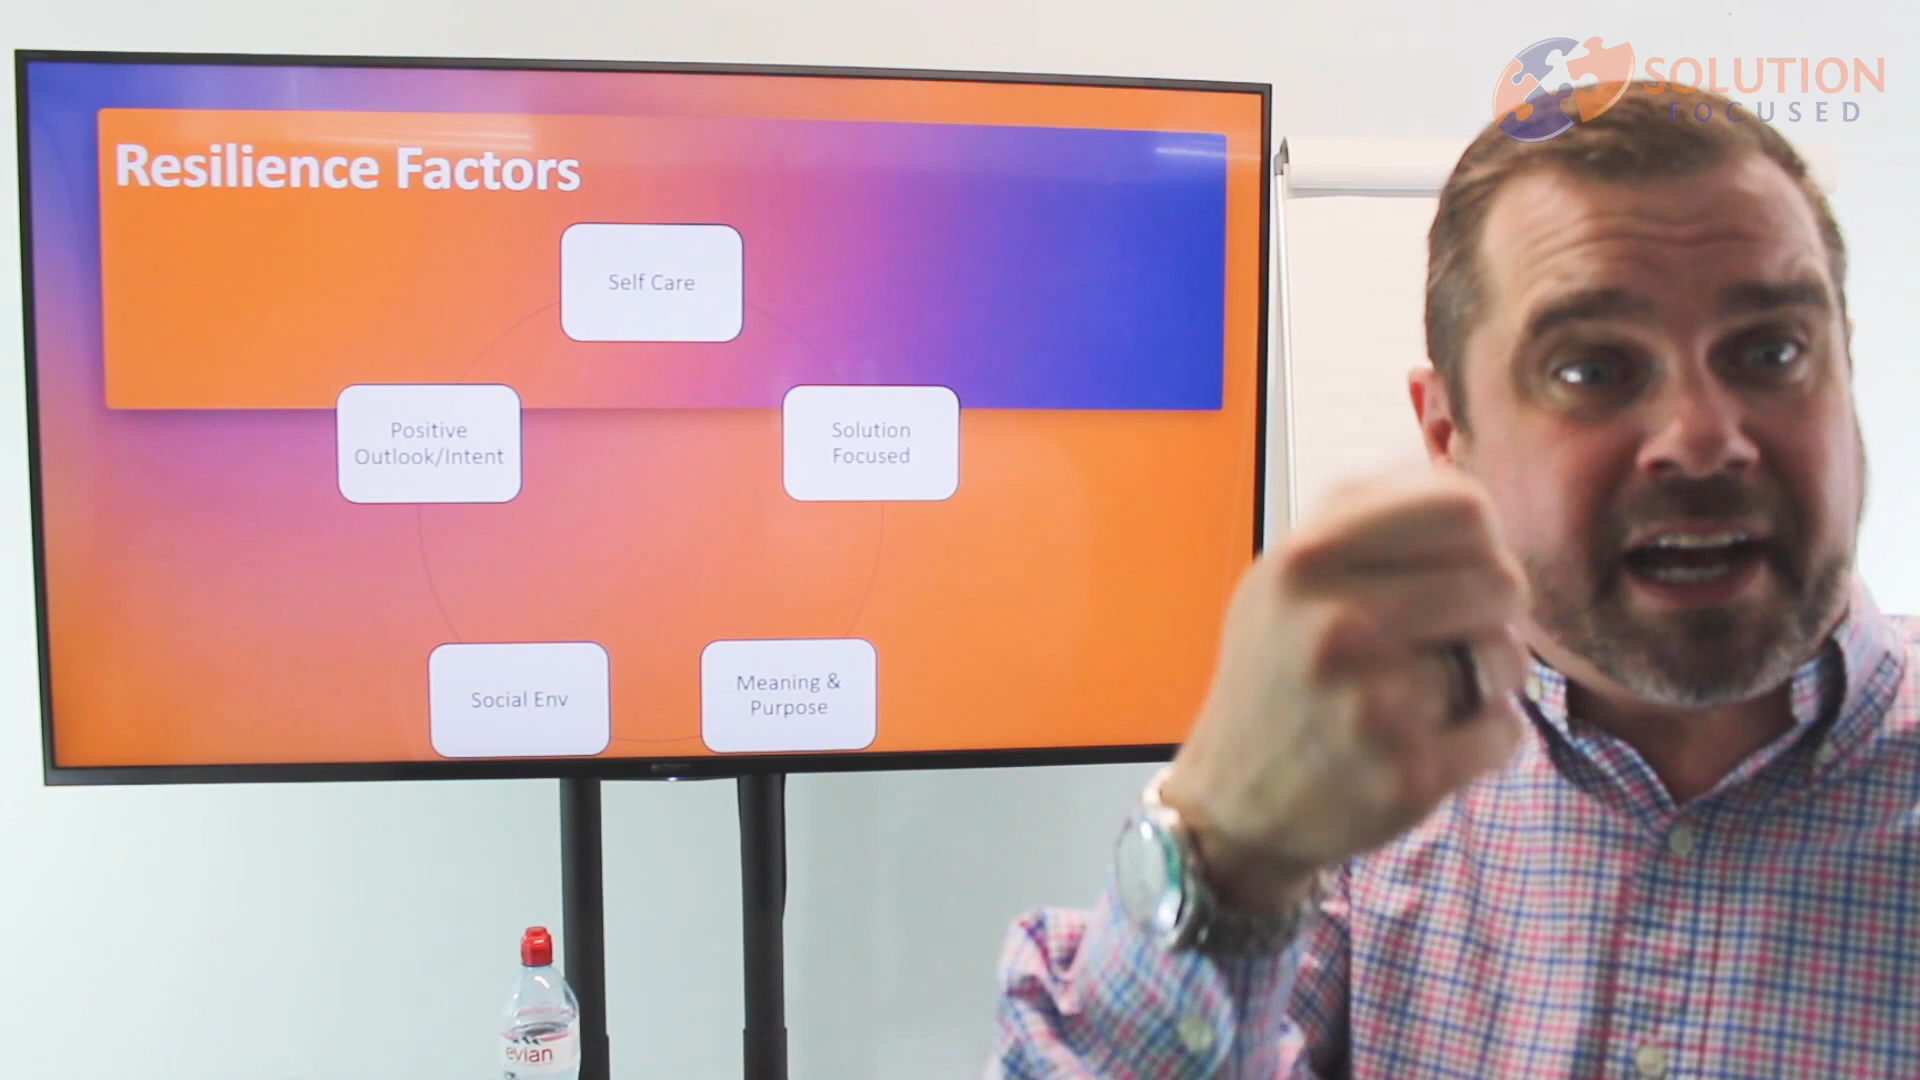 SOLUTION
FOCUSED
Resilience Factors
Self Care
Positive
Outlook/Intent
Solution
Focused
Social Env
Meaning &
Purpose
evian